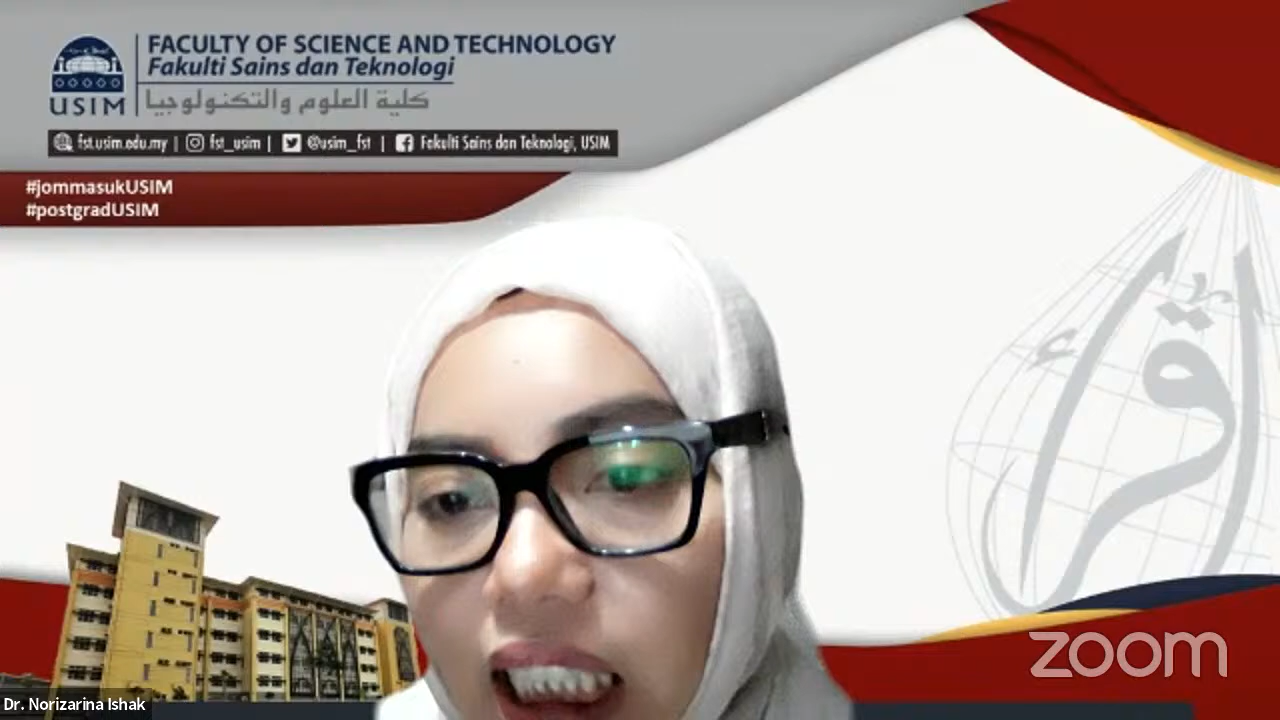 FACULTY OF SCIENCE AND TECHNOLOGY
Fakulti Sains dan Teknologi
كلية العلوم والتكنولوجيا
USIM
fst.usim.edu.my | fst_usim | @usim_fst | Fakulti Sains dan Teknologi, USIM
#jommasukUSIM
#postgradUSIM
اقرأ
zoom
Dr. Norizarina Ishak